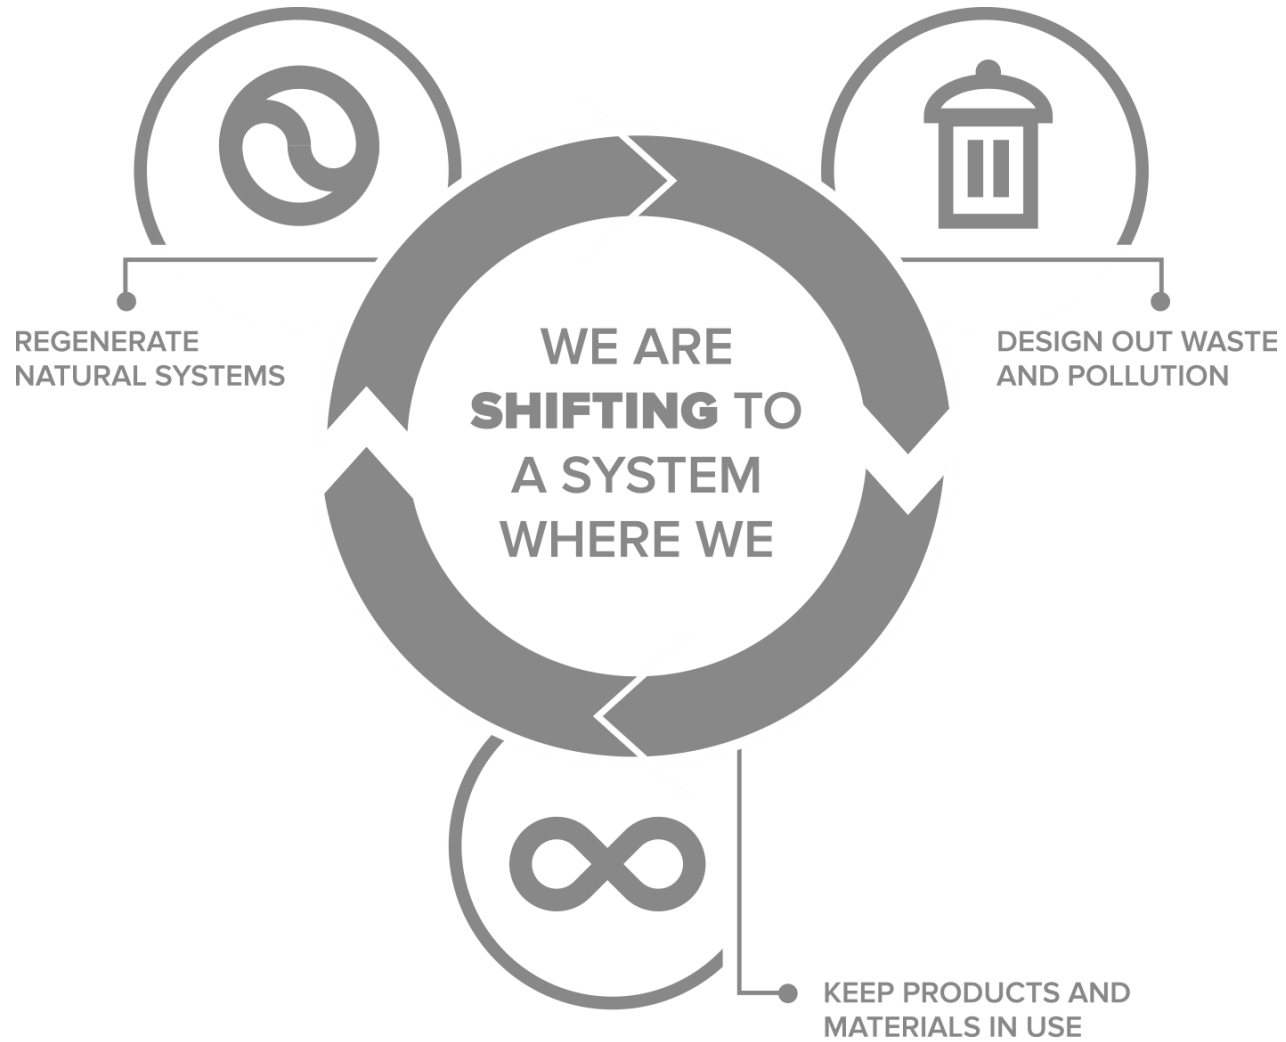 REGENERATE
NATURAL SYSTEMS
DESIGN OUT WASTE
AND POLLUTION
WE ARE
SHIFTING TO
A SYSTEM
WHERE WE
KEEP PRODUCTS AND
MATERIALS IN USE